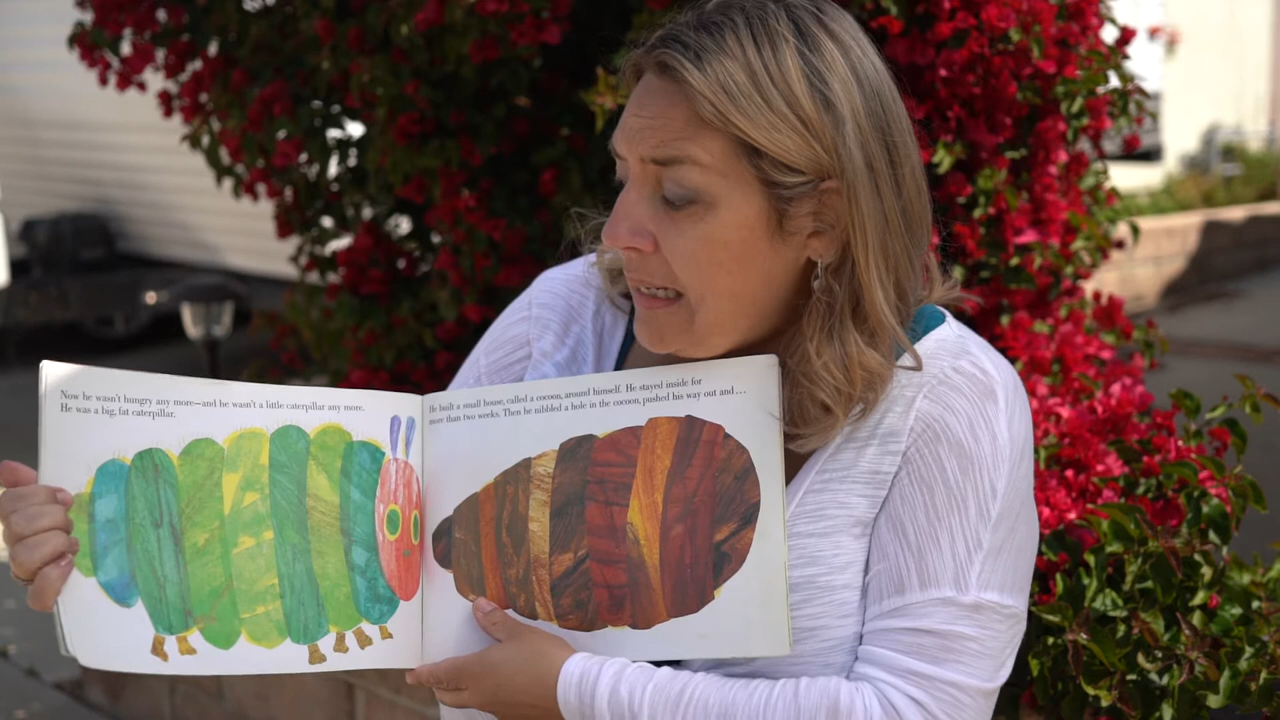 Now he wasn't hungry any more—and he wasn't a little caterpillar any more.
He was a big, fat caterpillar.
He built a small house, called a cocoon, around himself. He stayed inside for
more than two weeks. Then he nibbled a hole in the cocoon, pushed his way out and . . .